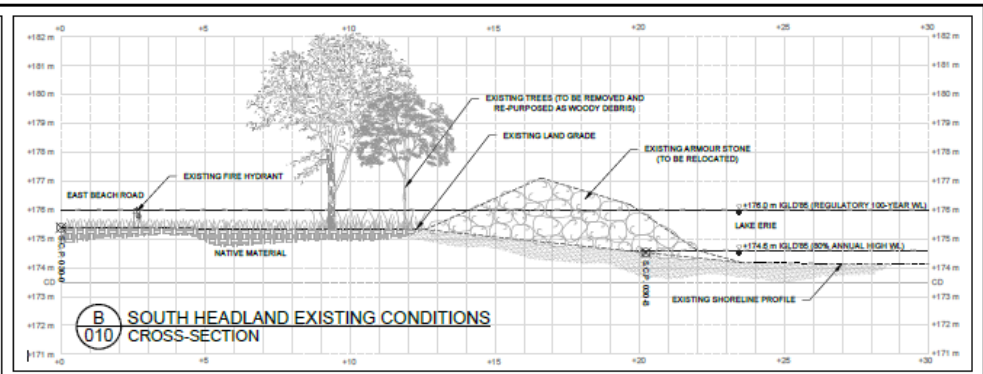 +0 +5 +10 +15 +20 +25 +30
+182 m +182 m
+181 m +181 m
+180 m +180 m
EXISTING TREES (TO BE REMOVED AND
RE-PURPOSED AS WOODY DEBRIS)
+179 m +179 m
EXISTING LAND GRADE
+178 m +178 m
EXISTING ARMOUR STONE
(TO BE RELOCATED)
EXISTING FIRE HYDRANT
+177 m +177 m
EAST BEACH ROAD
+176.0 m IGLD'85 (REGULATORY 100-YEAR WL)
+176 m +176 m
LAKE ERIE
+175 m +175 m
+174.6 m IGLD'85 (80% ANNUAL HIGH WL)
NATIVE MATERIAL
+174 m +174 m
CD CD
EXISTING SHORELINE PROFILE
+173 m +173 m
B SOUTH HEADLAND EXISTING CONDITIONS
010 CROSS-SECTION
+172 m +172 m
+171 m +171 m
+0 +5 +10 +15 +20 +25 +30